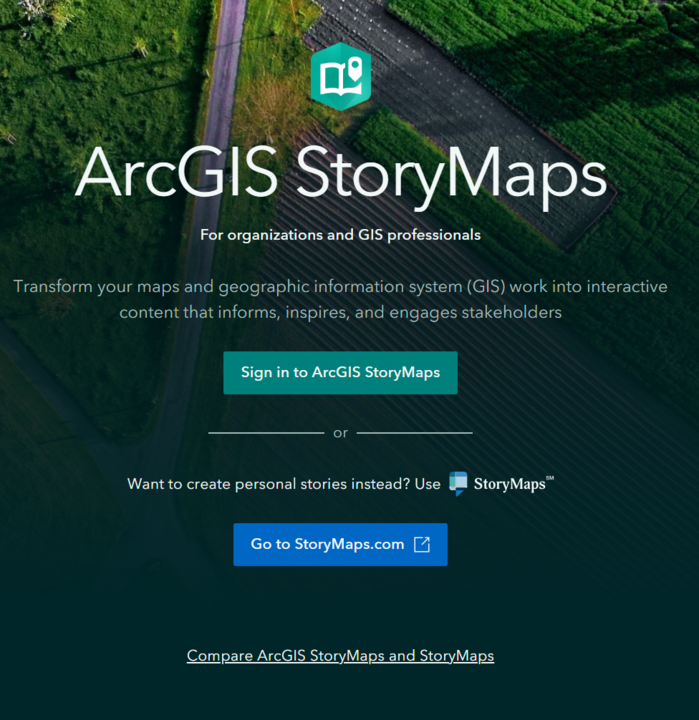 ArcGIS StoryMaps
For organizations and GIS professionals
Transform your maps and geographic information system (GIS) work into interactive
content that informs, inspires, and engages stakeholders
Sign in to ArcGIS StoryMaps
or
Want to create personal stories instead? Use StoryMaps℠
Go to StoryMaps.com
Compare ArcGIS StoryMaps and StoryMaps